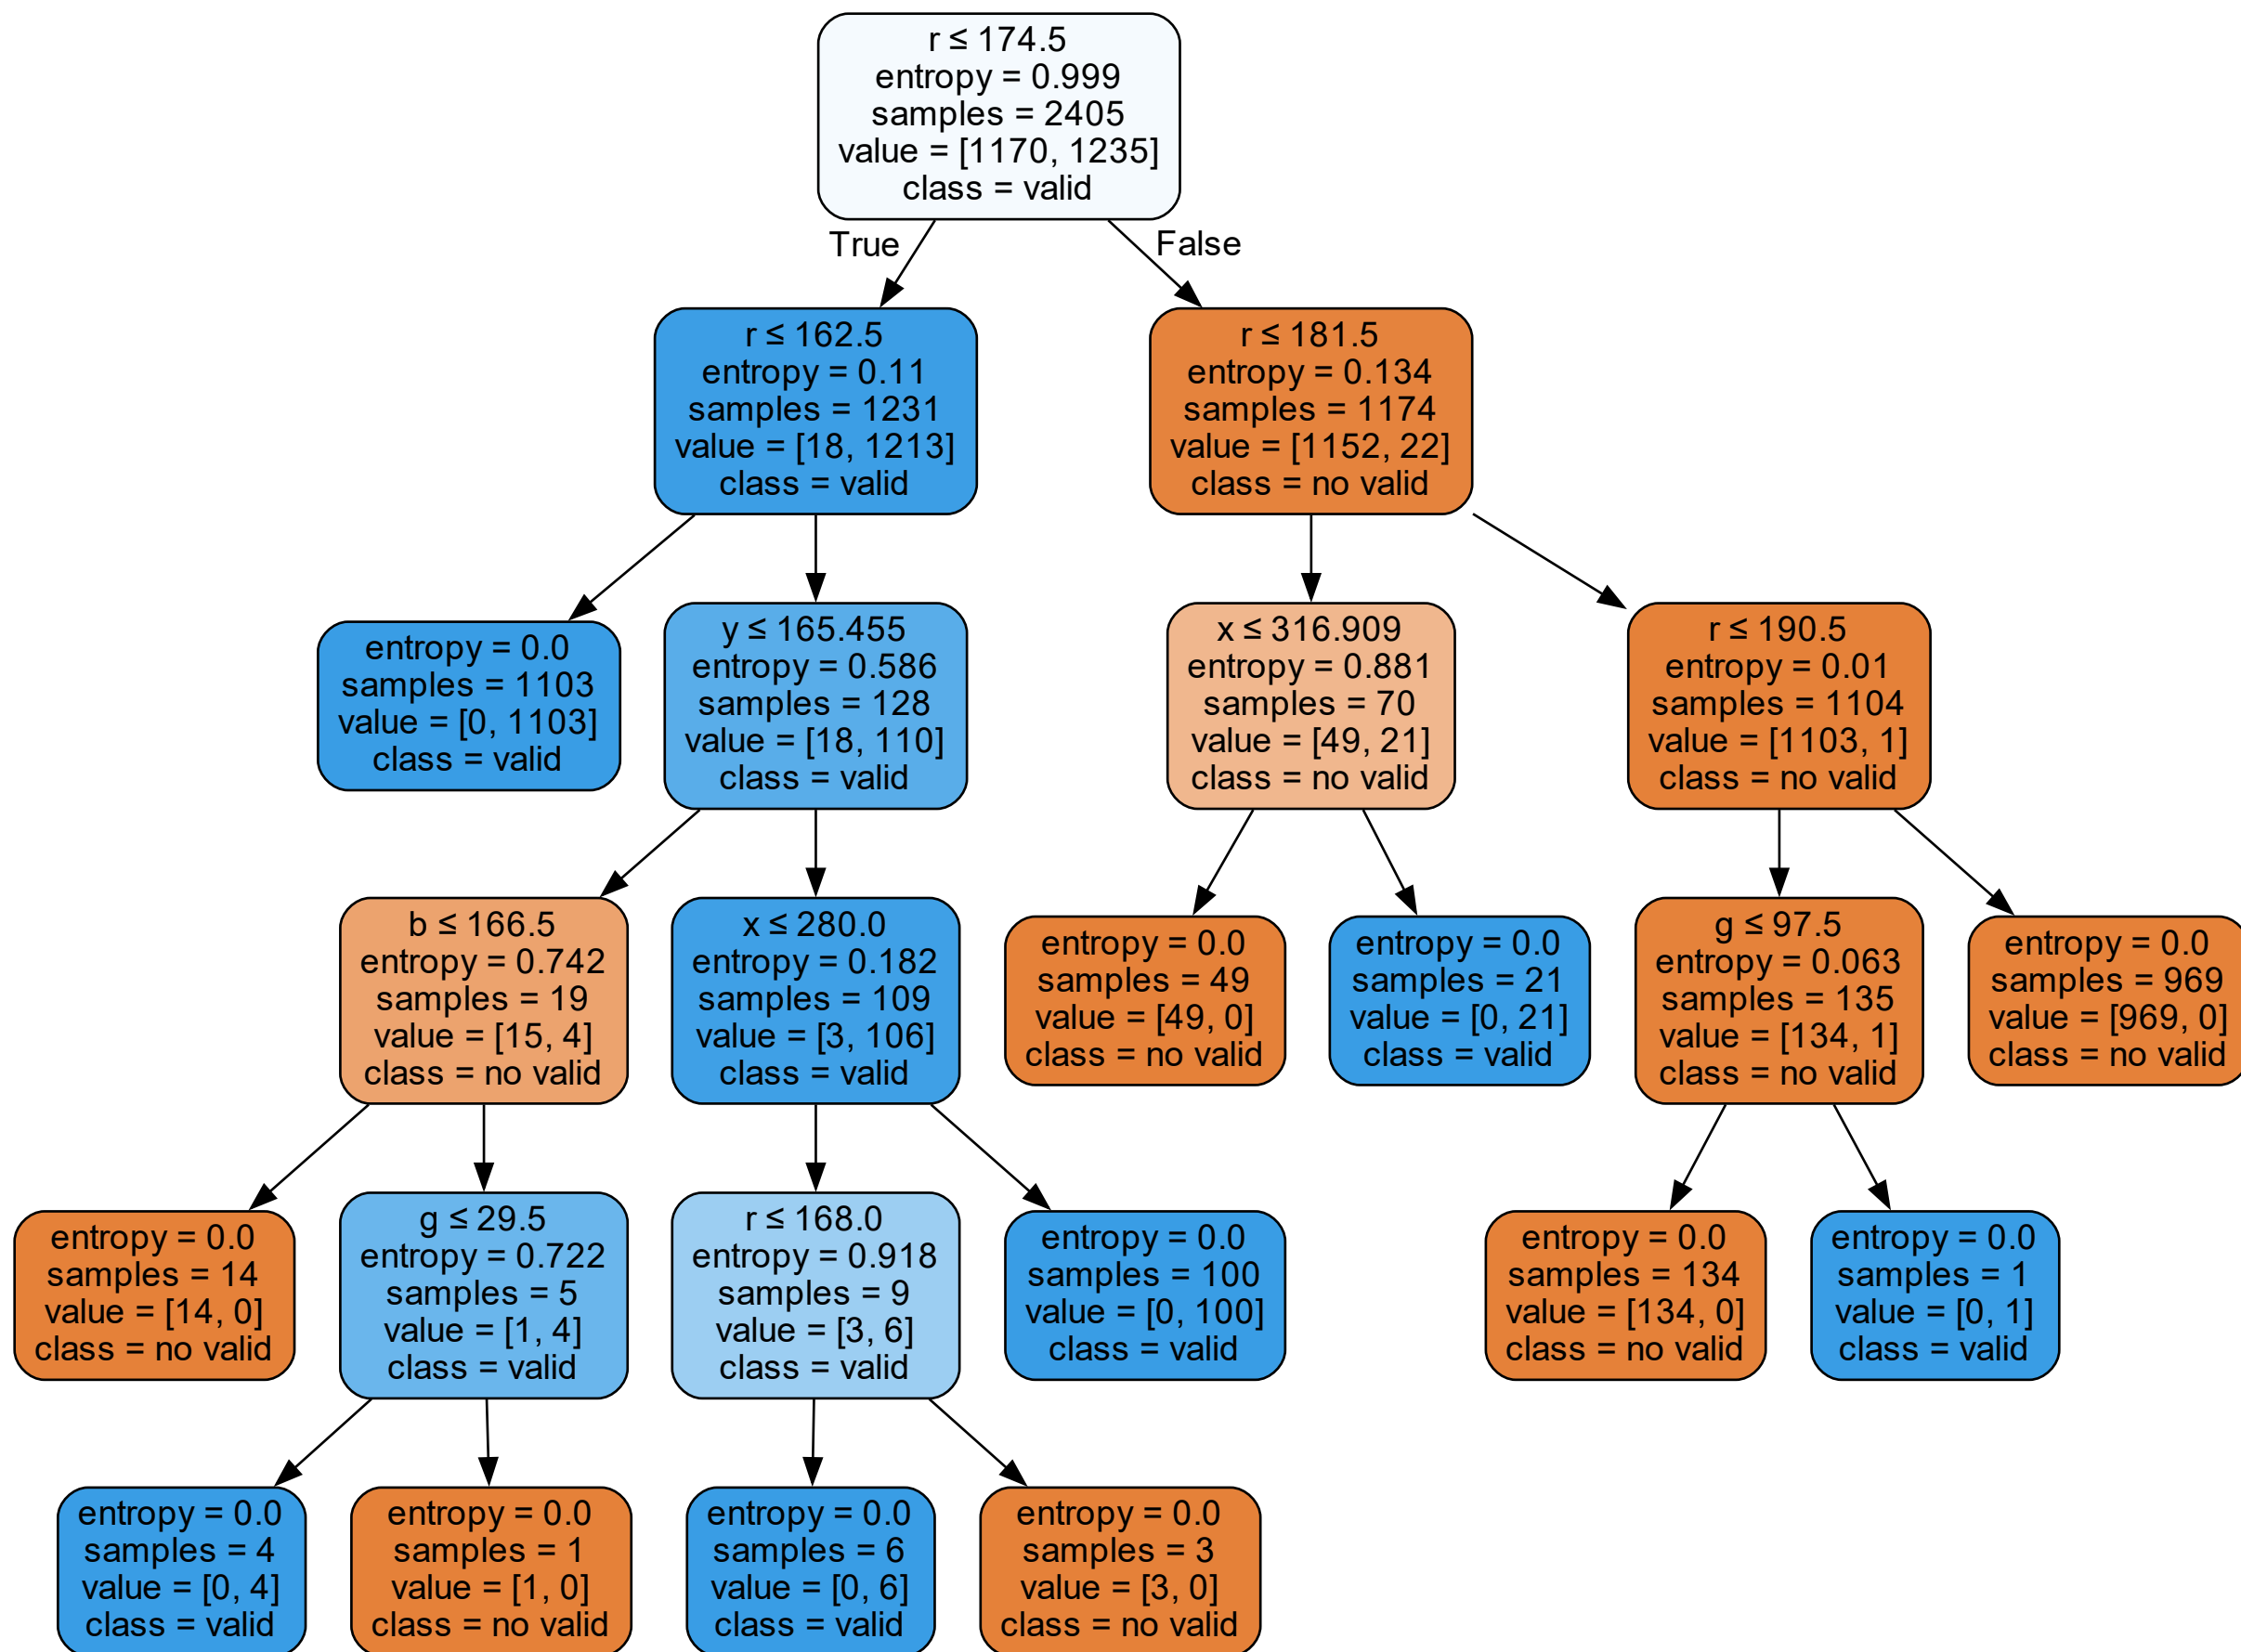 r ≤ 174.5
entropy = 0.999
samples = 2405
value = [1170, 1235]
class = valid
True
False
r ≤ 162.5
entropy = 0.11
samples = 1231
value = [18, 1213]
class = valid
r ≤ 181.5
entropy = 0.134
samples = 1174
value = [1152, 22]
class = no valid
entropy = 0.0
samples = 1103
value = [0, 1103]
class = valid
y ≤ 165.455
entropy = 0.586
samples = 128
value = [18, 110]
class = valid
x ≤ 316.909
entropy = 0.881
samples = 70
value = [49, 21]
class = no valid
r ≤ 190.5
entropy = 0.01
samples = 1104
value = [1103, 1]
class = no valid
b ≤ 166.5
entropy = 0.742
samples = 19
value = [15, 4]
class = no valid
x ≤ 280.0
entropy = 0.182
samples = 109
value = [3, 106]
class = valid
entropy = 0.0
samples = 49
value = [49, 0]
class = no valid
entropy = 0.0
samples = 21
value = [0, 21]
class = valid
g ≤ 97.5
entropy = 0.063
samples = 135
value = [134, 1]
class = no valid
entropy = 0.0
samples = 969
value = [969, 0]
class = no valid
entropy = 0.0
samples = 14
value = [14, 0]
class = no valid
g ≤ 29.5
entropy = 0.722
samples = 5
value = [1, 4]
class = valid
r ≤ 168.0
entropy = 0.918
samples = 9
value = [3, 6]
class = valid
entropy = 0.0
samples = 100
value = [0, 100]
class = valid
entropy = 0.0
samples = 134
value = [134, 0]
class = no valid
entropy = 0.0
samples = 1
value = [0, 1]
class = valid
entropy = 0.0
samples = 4
value = [0, 4]
class = valid
entropy = 0.0
samples = 1
value = [1, 0]
class = no valid
entropy = 0.0
samples = 6
value = [0, 6]
class = valid
entropy = 0.0
samples = 3
value = [3, 0]
class = no valid